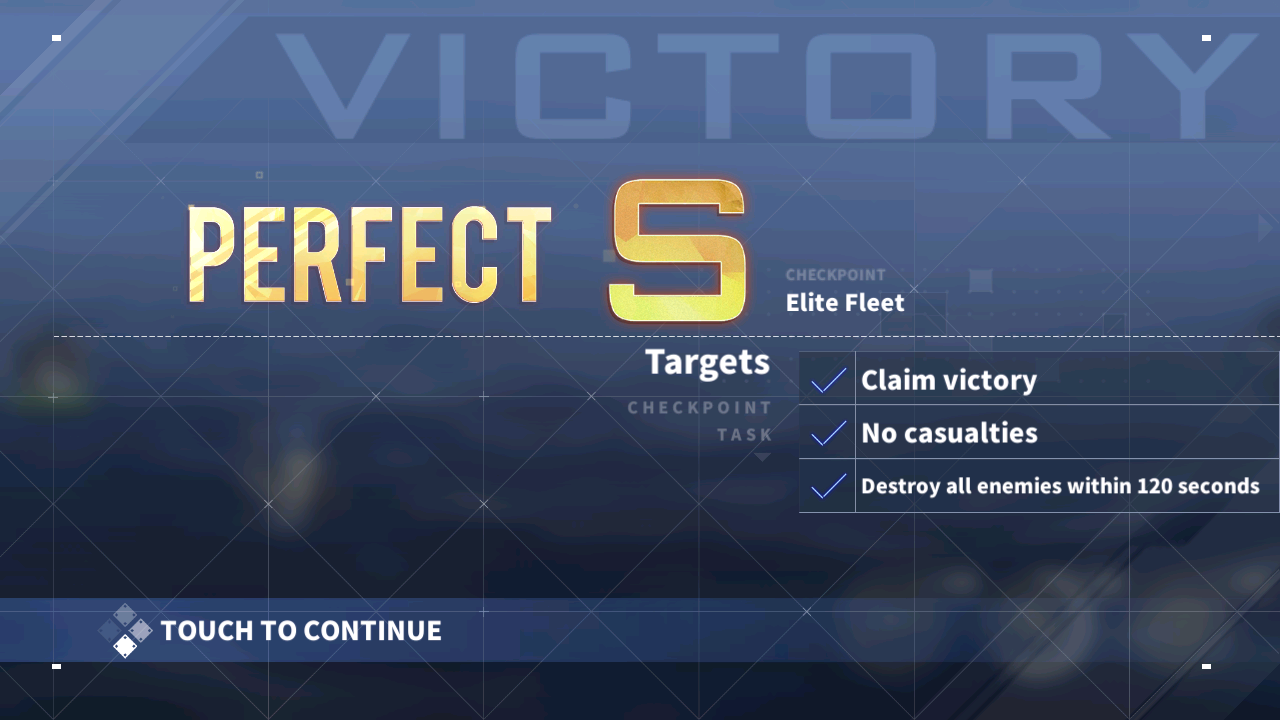 VICTORY
PERFECT S
CHECKPOINT
Elite Fleet
Targets
CHECKPOINT
TASK
Claim victory
No casualties
Destroy all enemies within 120 seconds
TOUCH TO CONTINUE